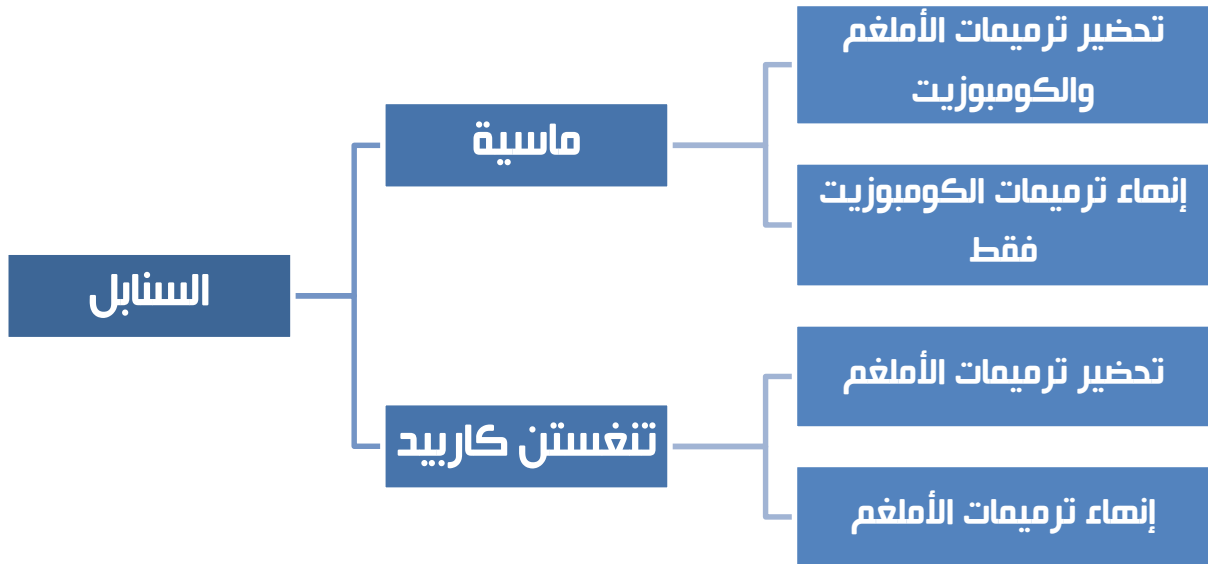 السنابل
ماسية
تحضير ترميمات الأملغم
والكومبوزيت
إنهاء ترميمات الكومبوزيت
فقط
تنغستن كاربيد
تحضير ترميمات الأملغم
إنهاء ترميمات الأملغم